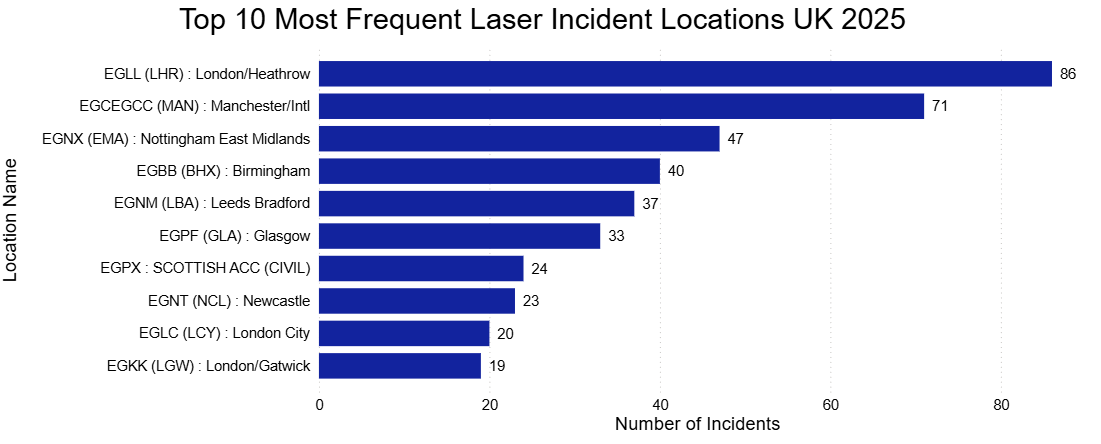 Top 10 Most Frequent Laser Incident Locations UK 2025
Location Name
EGLL (LHR) : London/Heathrow 86
EGCEGCC (MAN) : Manchester/Intl 71
EGNX (EMA) : Nottingham East Midlands 47
EGBB (BHX) : Birmingham 40
EGNM (LBA) : Leeds Bradford 37
EGPF (GLA) : Glasgow 33
EGPX : SCOTTISH ACC (CIVIL) 24
EGNT (NCL) : Newcastle 23
EGLC (LCY) : London City 20
EGKK (LGW) : London/Gatwick 19
0 20 40 60 80
Number of Incidents